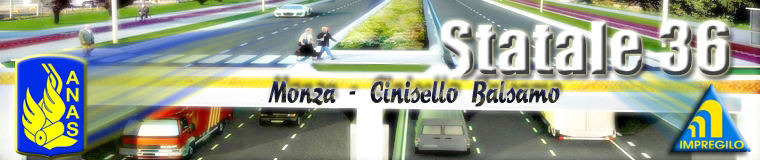 Statale 36
Monza - Cinisello Balsamo
ANAS
IMPREGILO